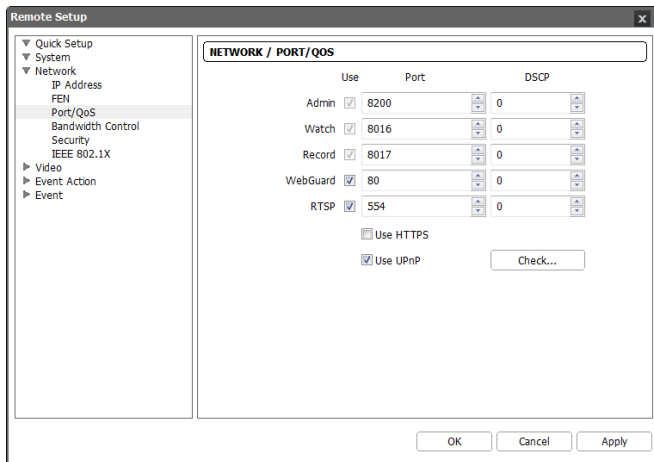 Remote Setup
x
Quick Setup
System
Network
IP Address
FEN
Port/QoS
Bandwidth Control
Security
IEEE 802.1X
Video
Event Action
Event
NETWORK / PORT/QOS
Use Port DSCP
Admin 8200 0
Watch 8016 0
Record 8017 0
WebGuard 80 0
RTSP 554 0
Use HTTPS
Use UPnP Check...
OK Cancel Apply